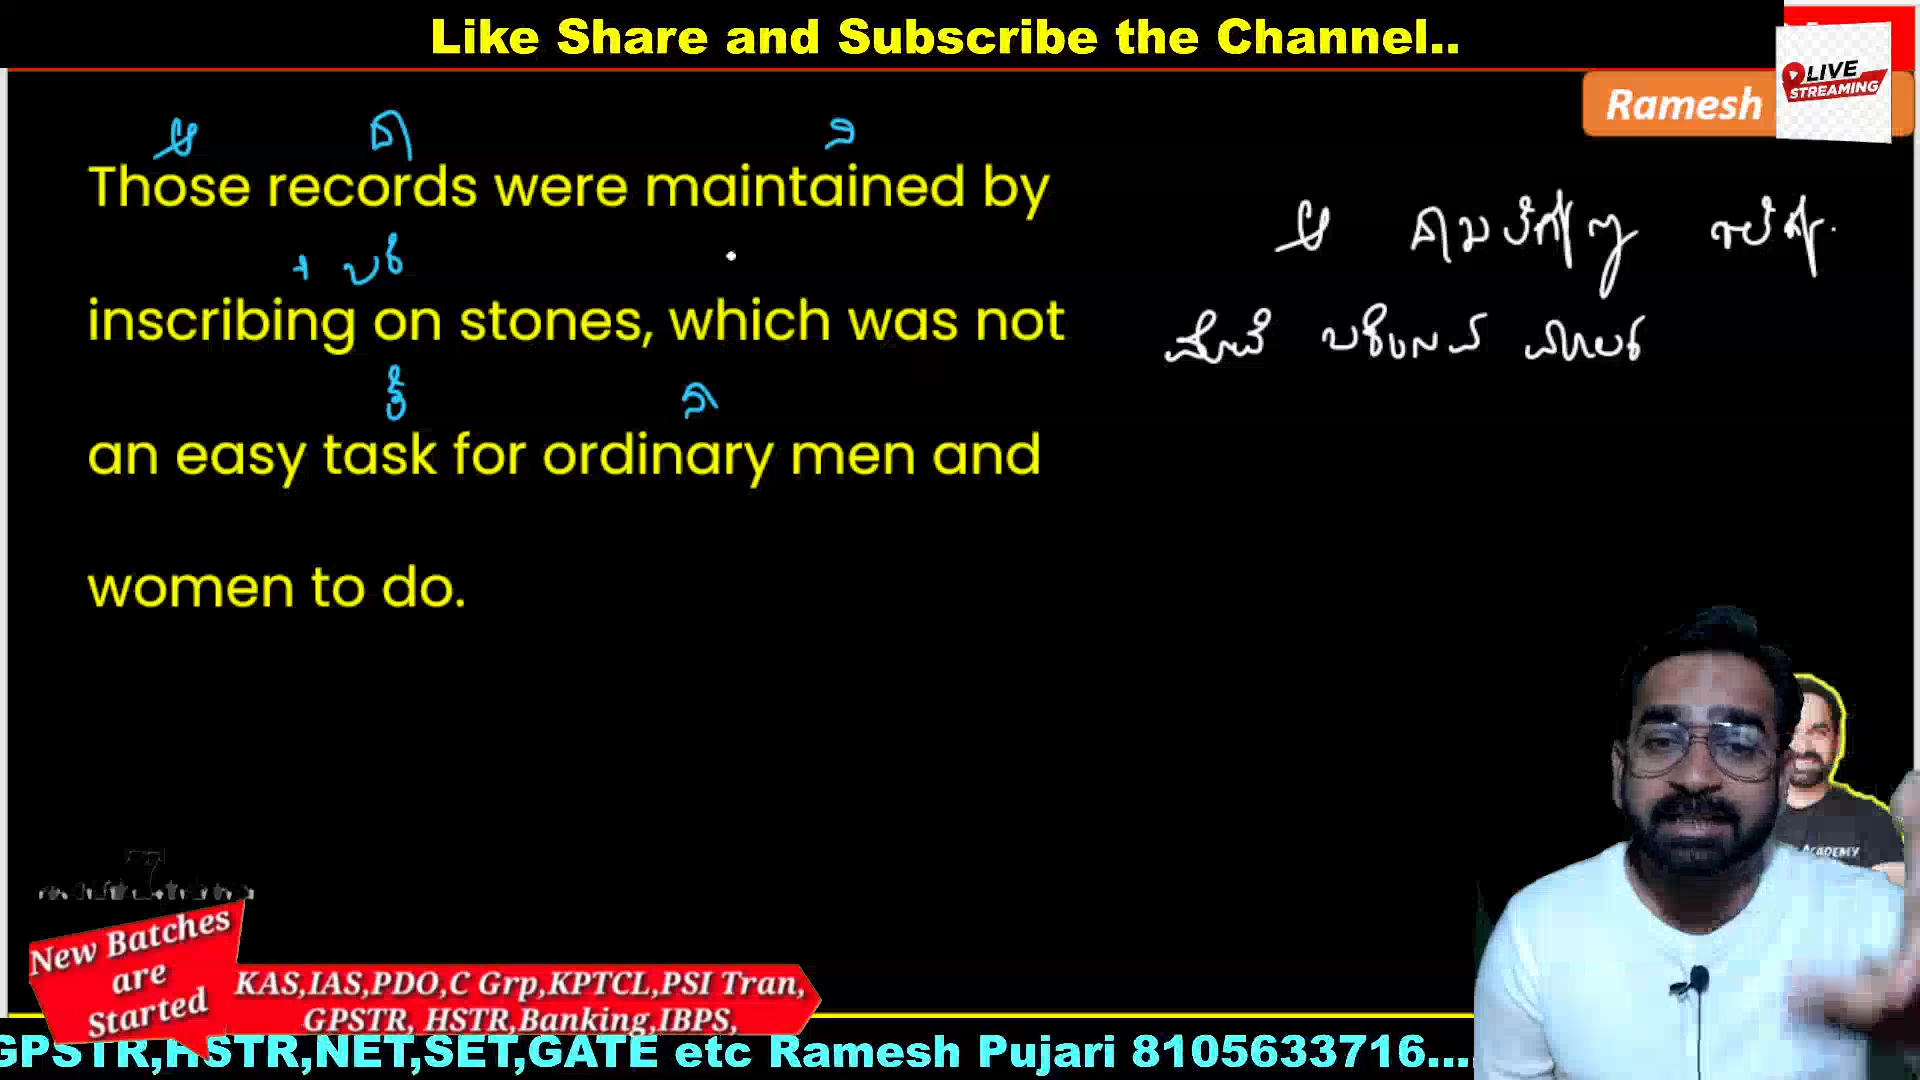 Like Share and Subscribe the Channel..
LIVE
STREAMING
Ramesh
Those records were maintained by
inscribing on stones, which was not
an easy task for ordinary men and
women to do.
ಆ
ACADEMY
New Batches
are
Started
KAS,IAS,PDO,C Grp,KPTCL,PSI Tran,
GPSTR, HSTR,Banking,IBPS,
GPSTR,HSTR,NET,SET,GATE etc Ramesh Pujari 8105633716....